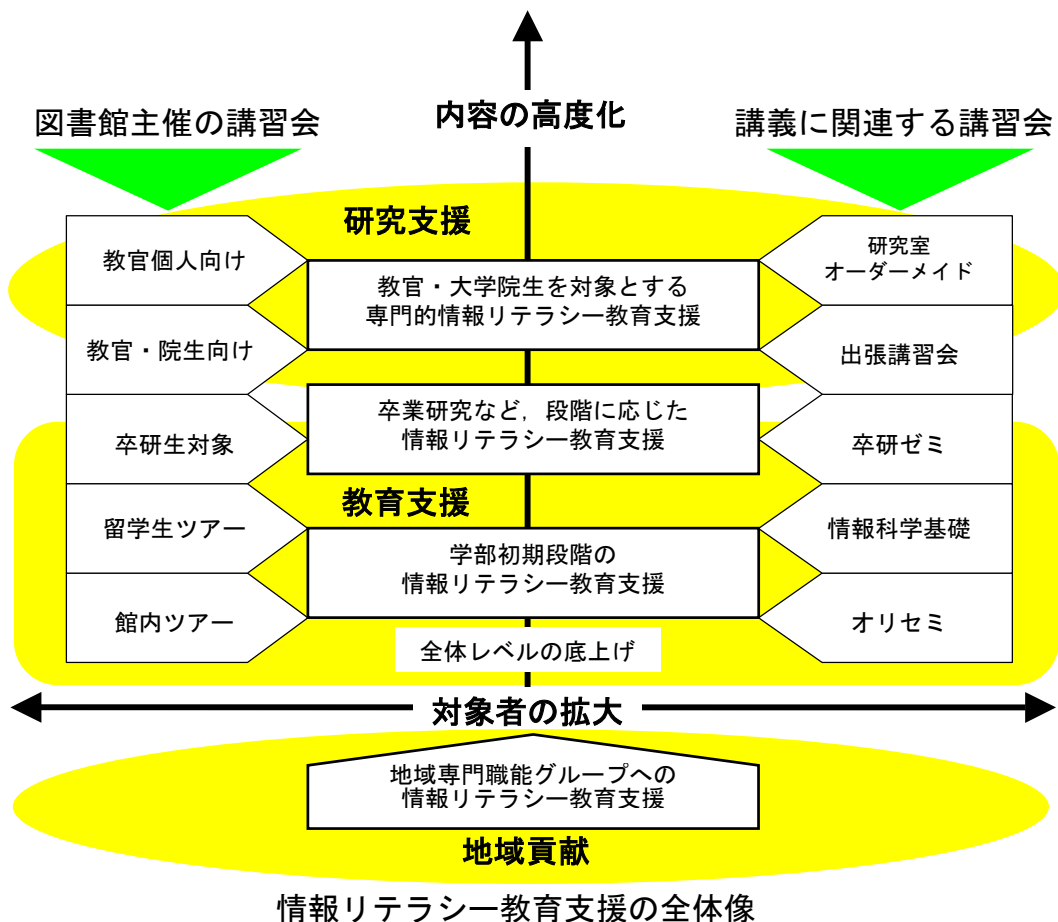 内容の高度化
図書館主催の講習会
講義に関連する講習会
研究支援
教官個人向け
教官・院生向け
卒研生対象
留学生ツアー
館内ツアー
教官・大学院生を対象とする
専門的情報リテラシー教育支援
卒業研究など，段階に応じた
情報リテラシー教育支援
教育支援
学部初期段階の
情報リテラシー教育支援
全体レベルの底上げ
研究室
オーダーメイド
出張講習会
卒研ゼミ
情報科学基礎
オリセミ
対象者の拡大
地域専門職能グループへの
情報リテラシー教育支援
地域貢献
情報リテラシー教育支援の全体像